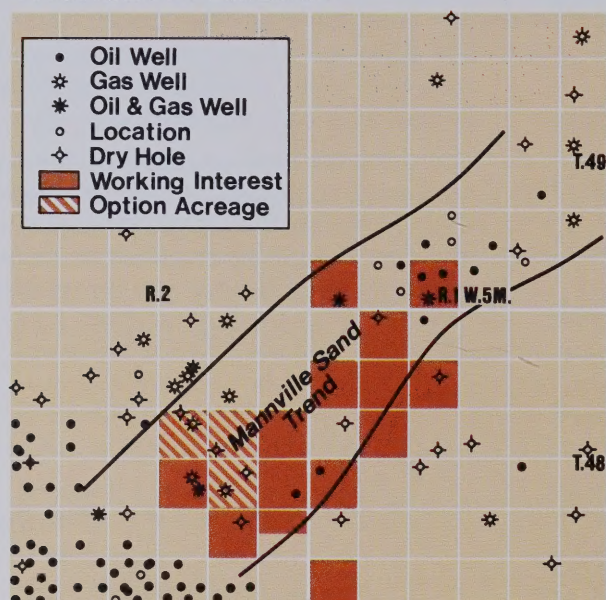 Oil Well
Gas Well
Oil & Gas Well
Location
Dry Hole
Working Interest
Option Acreage
T.49
R.2
R.1 W.5M.
Mannville Sand
Trend
T.48